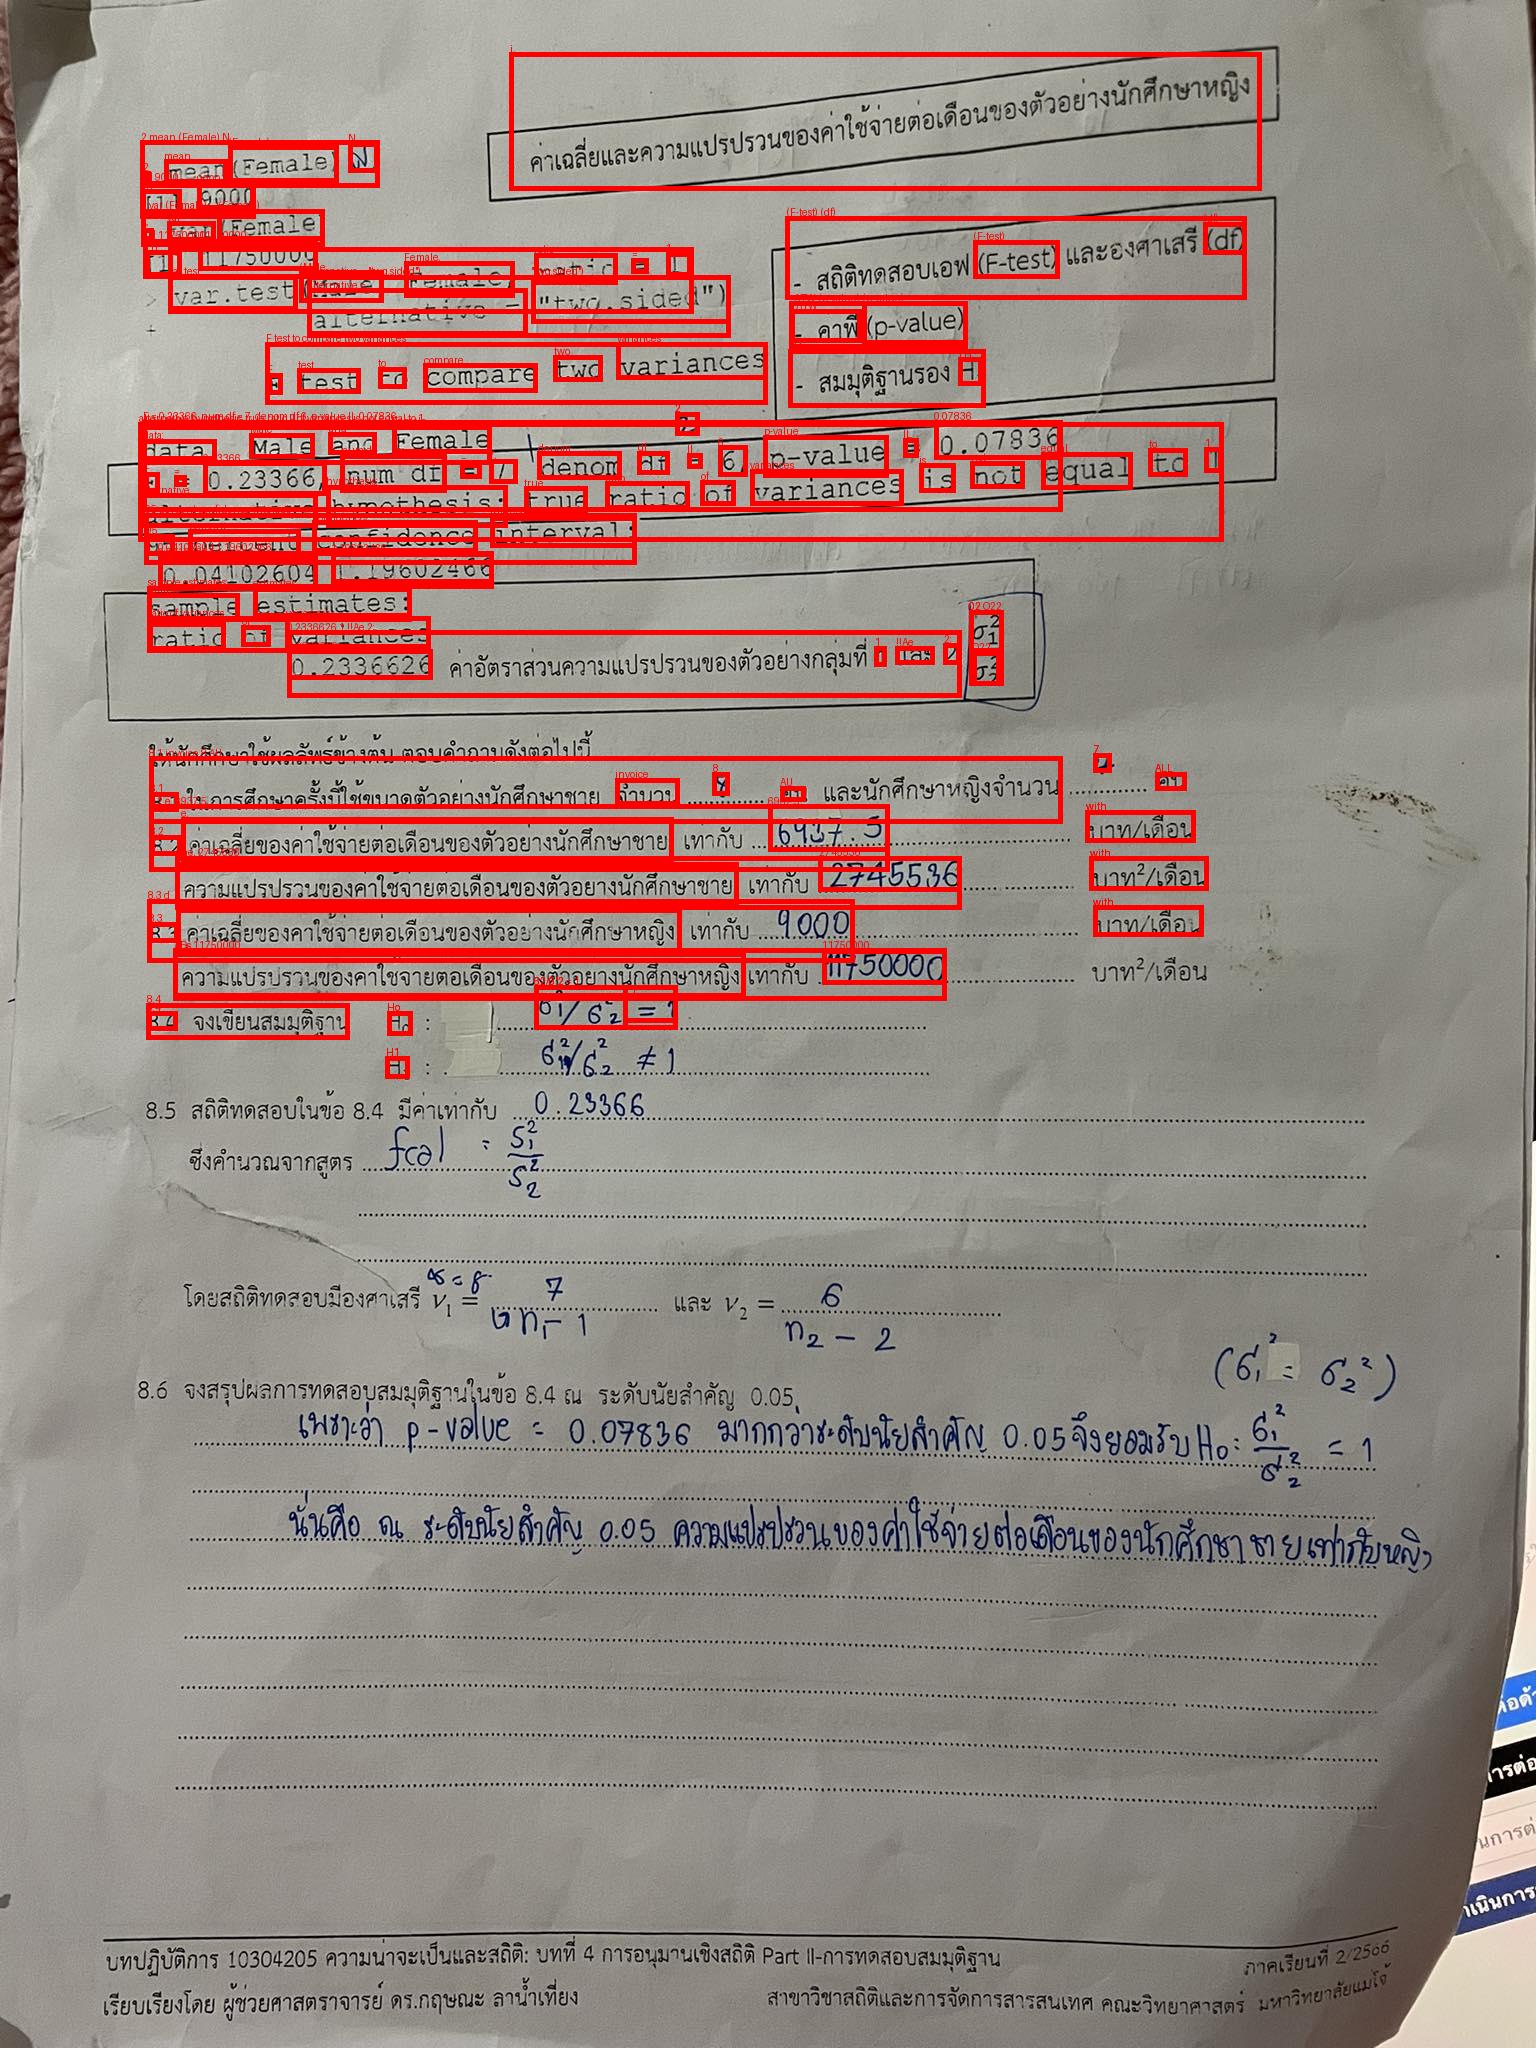 ค่าเฉลี่ยและความแปรปรวนของค่าใช้จ่ายต่อเดือนของตัวอย่างนักศึกษาหญิง
mean(Female)
[1] 9000
var(Female)
[1] 11750000
> var.test(Male, Female, ratio = 1,
+ alternative = "two.sided")
- สถิติทดสอบเอฟ (F-test) และองศาเสรี (df)
- ค่าพี (p-value)
- สมมุติฐานรอง H
F test to compare two variances
data: Male and Female
F = 0.23366, num df = 7, denom df = 6, p-value = 0.07836
alternative hypothesis: true ratio of variances is not equal to 1
percent confidence interval:
0.04102604 1.19602466
sample estimates:
ratio of variances
0.2336626 ค่าอัตราส่วนความแปรปรวนของตัวอย่างกลุ่มที่ 1 และ 2 σ₁²/σ₂²
ให้นักศึกษาใช้ผลลัพธ์ข้างต้น ตอบคำถามดังต่อไปนี้
8.1 ในการศึกษาครั้งนี้ใช้ขนาดตัวอย่างนักศึกษาชาย จำนวน 8 คน และนักศึกษาหญิงจำนวน 7 คน
8.2 ค่าเฉลี่ยของค่าใช้จ่ายต่อเดือนของตัวอย่างนักศึกษาชาย เท่ากับ 6937.5 บาท/เดือน
ความแปรปรวนของค่าใช้จ่ายต่อเดือนของตัวอย่างนักศึกษาชาย เท่ากับ 2745536 บาท²/เดือน
8.3 ค่าเฉลี่ยของค่าใช้จ่ายต่อเดือนของตัวอย่างนักศึกษาหญิง เท่ากับ 9000 บาท/เดือน
ความแปรปรวนของค่าใช้จ่ายต่อเดือนของตัวอย่างนักศึกษาหญิง เท่ากับ 11750000 บาท²/เดือน
8.4 จงเขียนสมมุติฐาน H₀ : σ₁²/σ₂² = 1
H₁ : σ₁²/σ₂² ≠ 1
8.5 สถิติทดสอบในข้อ 8.4 มีค่าเท่ากับ 0.23366
ซึ่งคำนวณจากสูตร fcal = S₁²/S₂²
โดยสถิติทดสอบมีองศาเสรี ν₁ = 7 และ ν₂ = 6
n₁ - 1 n₂ - 2
(σ₁² = σ₂²)
8.6 จงสรุปผลการทดสอบสมมุติฐานในข้อ 8.4 ณ ระดับนัยสำคัญ 0.05
เพราะว่า p-value = 0.07836 มากกว่าระดับนัยสำคัญ 0.05 จึงยอมรับ H₀: σ₁²/σ₂² = 1
นั่นคือ ณ ระดับนัยสำคัญ 0.05 ความแปรปรวนของค่าใช้จ่ายต่อเดือนของนักศึกษาชายเท่ากับหญิง
บทปฏิบัติการ 10304205 ความน่าจะเป็นและสถิติ: บทที่ 4 การอนุมานเชิงสถิติ Part II-การทดสอบสมมุติฐาน
ภาคเรียนที่ 2/2566
เรียบเรียงโดย ผู้ช่วยศาสตราจารย์ ดร.กฤษณะ ลาน้ำเที่ยง
สาขาวิชาสถิติและการจัดการสารสนเทศ คณะวิทยาศาสตร์ มหาวิทยาลัยแม่โจ้